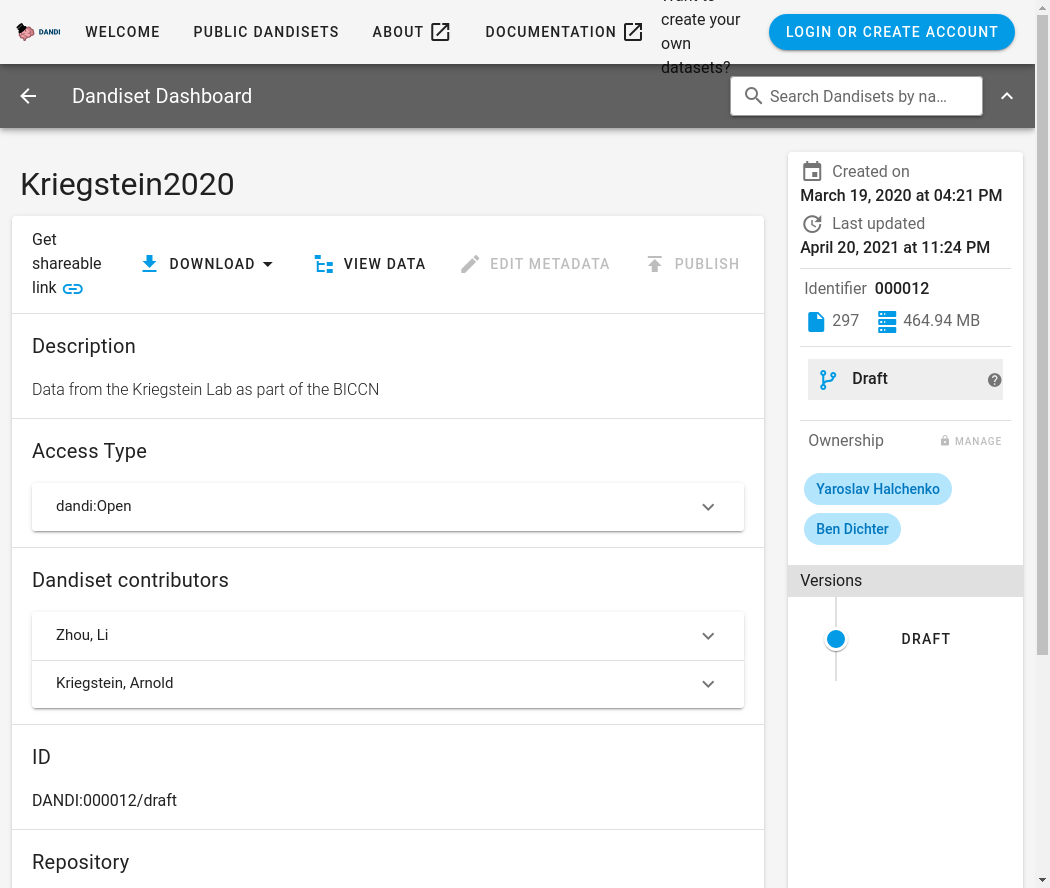 DANDI
WELCOME
PUBLIC DANDISETS
ABOUT
DOCUMENTATION
create your
own
datasets?
LOGIN OR CREATE ACCOUNT
Dandiset Dashboard
Search Dandisets by na...
Kriegstein2020
Get
shareable
link
DOWNLOAD
VIEW DATA
EDIT METADATA
PUBLISH
Description
Data from the Kriegstein Lab as part of the BICCN
Access Type
dandi:Open
Dandiset contributors
Zhou, Li
Kriegstein, Arnold
ID
DANDI:000012/draft
Repository
Created on
March 19, 2020 at 04:21 PM
Last updated
April 20, 2021 at 11:24 PM
Identifier 000012
297
464.94 MB
Draft
?
Ownership
MANAGE
Yaroslav Halchenko
Ben Dichter
Versions
DRAFT